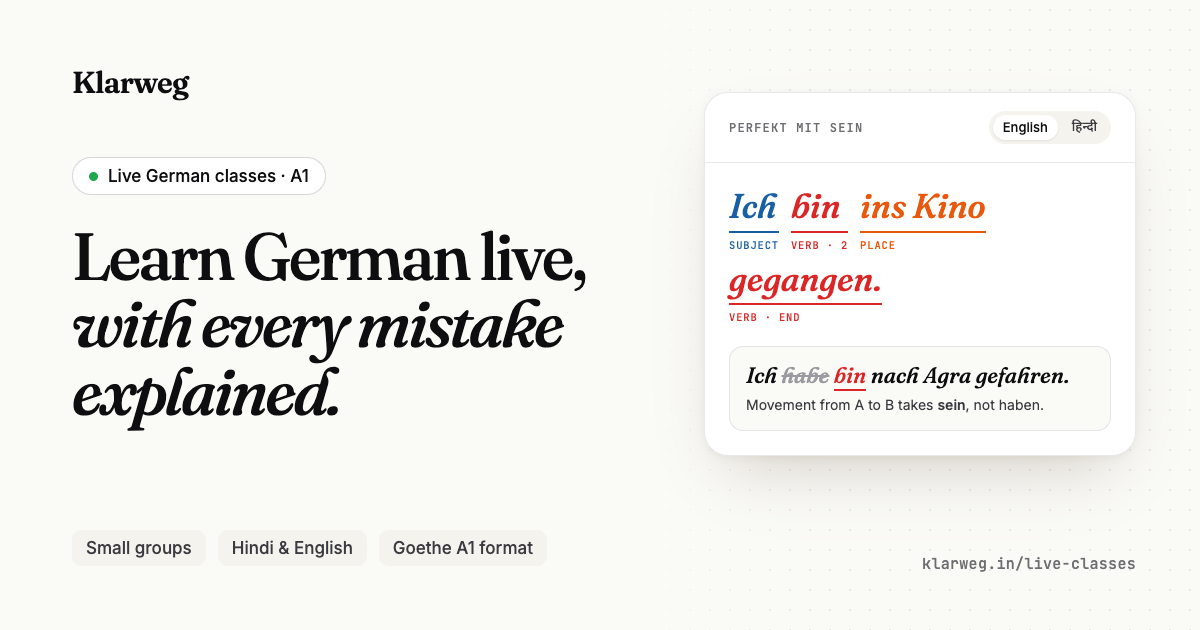 Klarweg
Live German classes · A1
Learn German live,
with every mistake
explained.
Small groups
Hindi & English
Goethe A1 format
PERFEKT MIT SEIN
English
हिन्दी
Ich bin ins Kino
SUBJECT VERB · 2 PLACE
gegangen.
VERB · END
Ich habe bin nach Agra gefahren.
Movement from A to B takes sein, not haben.
klarweg.in/live-classes